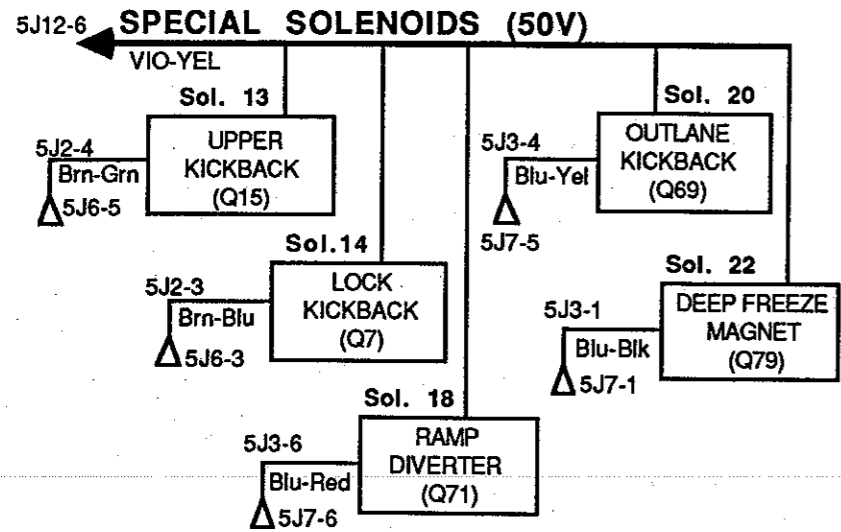 5J12-6 SPECIAL SOLENOIDS (50V)
VIO-YEL
Sol. 13
UPPER
KICKBACK
(Q15)
5J2-4
Brn-Grn
5J6-5
Sol. 20
OUTLANE
KICKBACK
(Q69)
5J3-4
Blu-Yel
5J7-5
Sol.14
LOCK
KICKBACK
(Q7)
5J2-3
Brn-Blu
5J6-3
Sol. 22
DEEP FREEZE
MAGNET
(Q79)
5J3-1
Blu-Blk
5J7-1
Sol. 18
RAMP
DIVERTER
(Q71)
5J3-6
Blu-Red
5J7-6